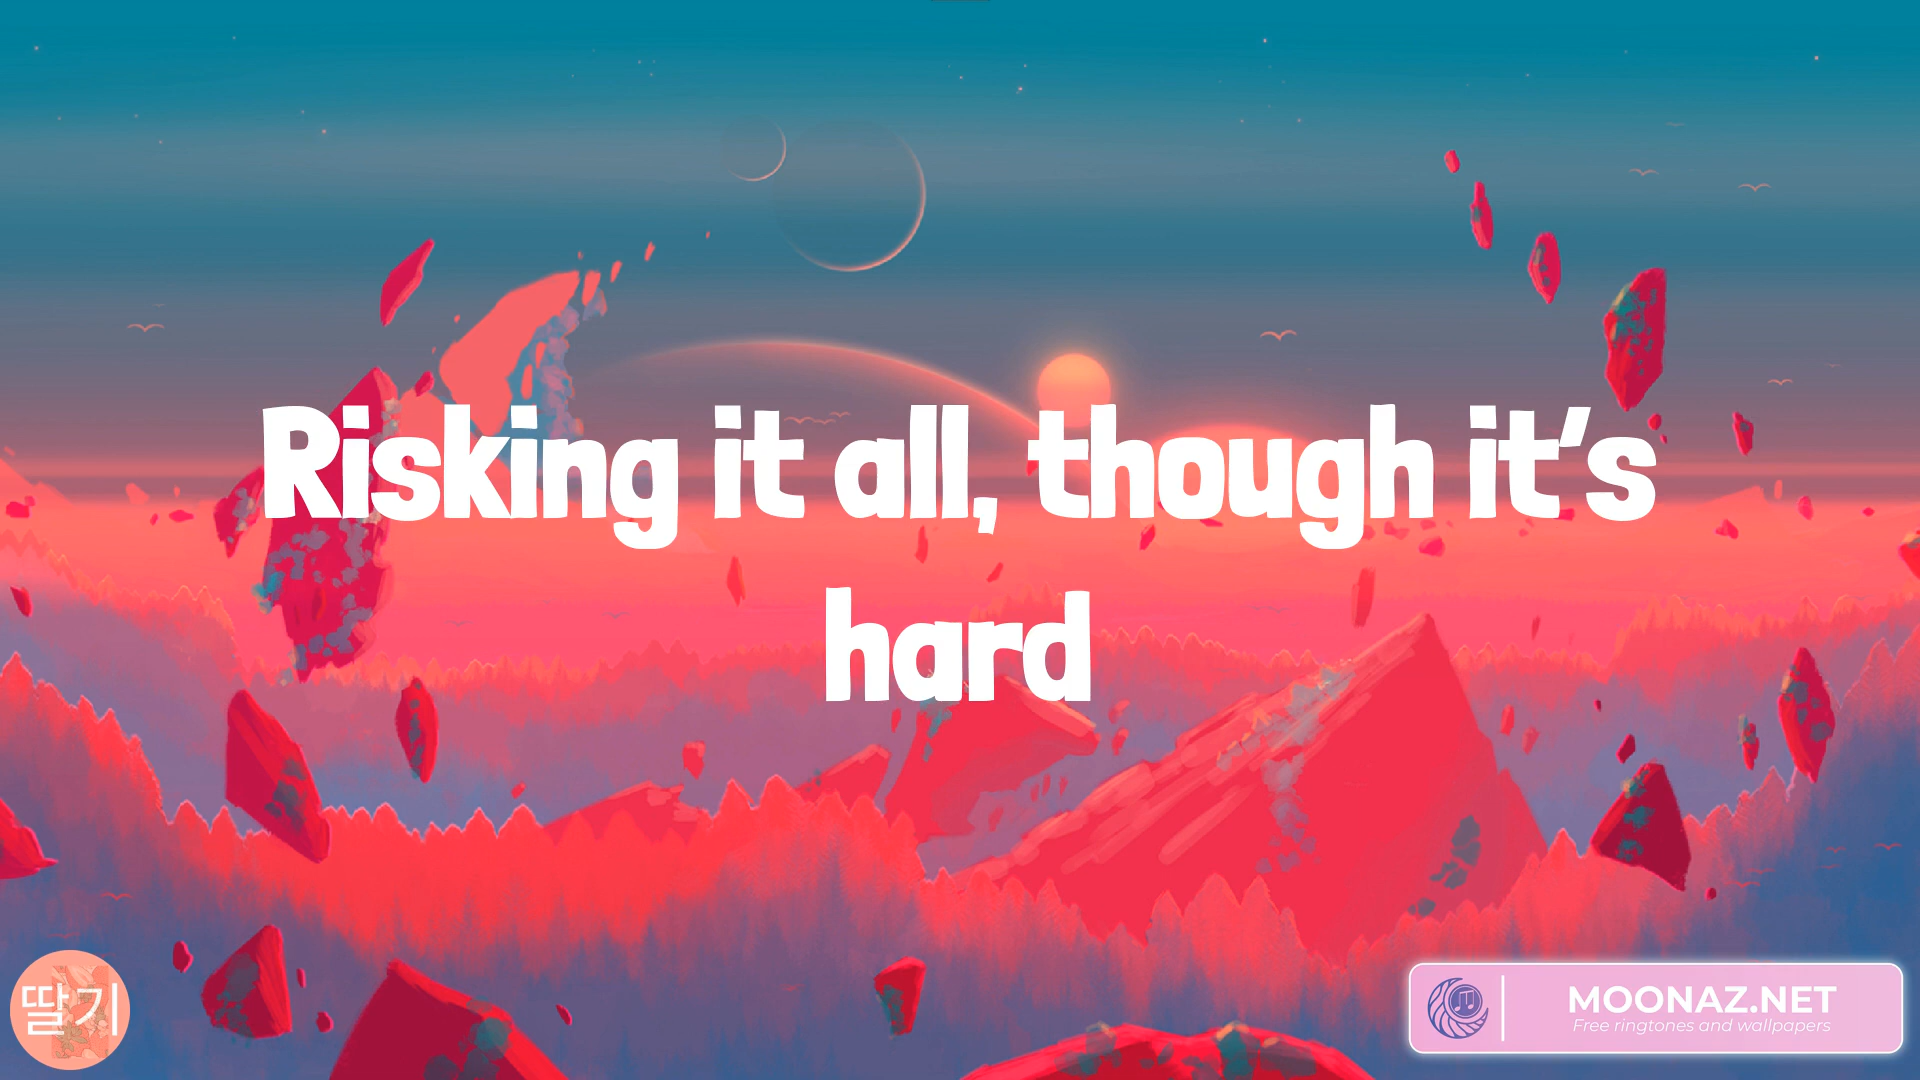 Risking it all, though it's
hard
딸기
MOONAZ.NET
Free ringtones and wallpapers